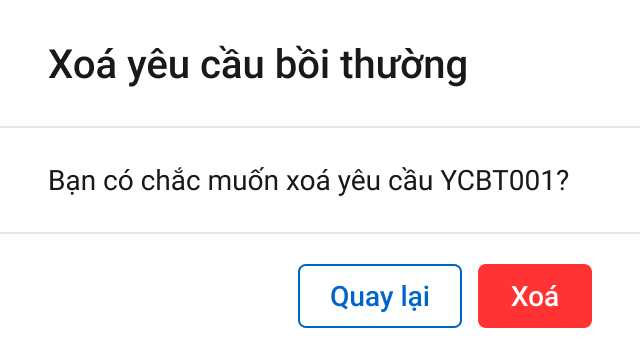 Xoá yêu cầu bồi thường
Bạn có chắc muốn xoá yêu cầu YCBT001?
Quay lại
Xoá